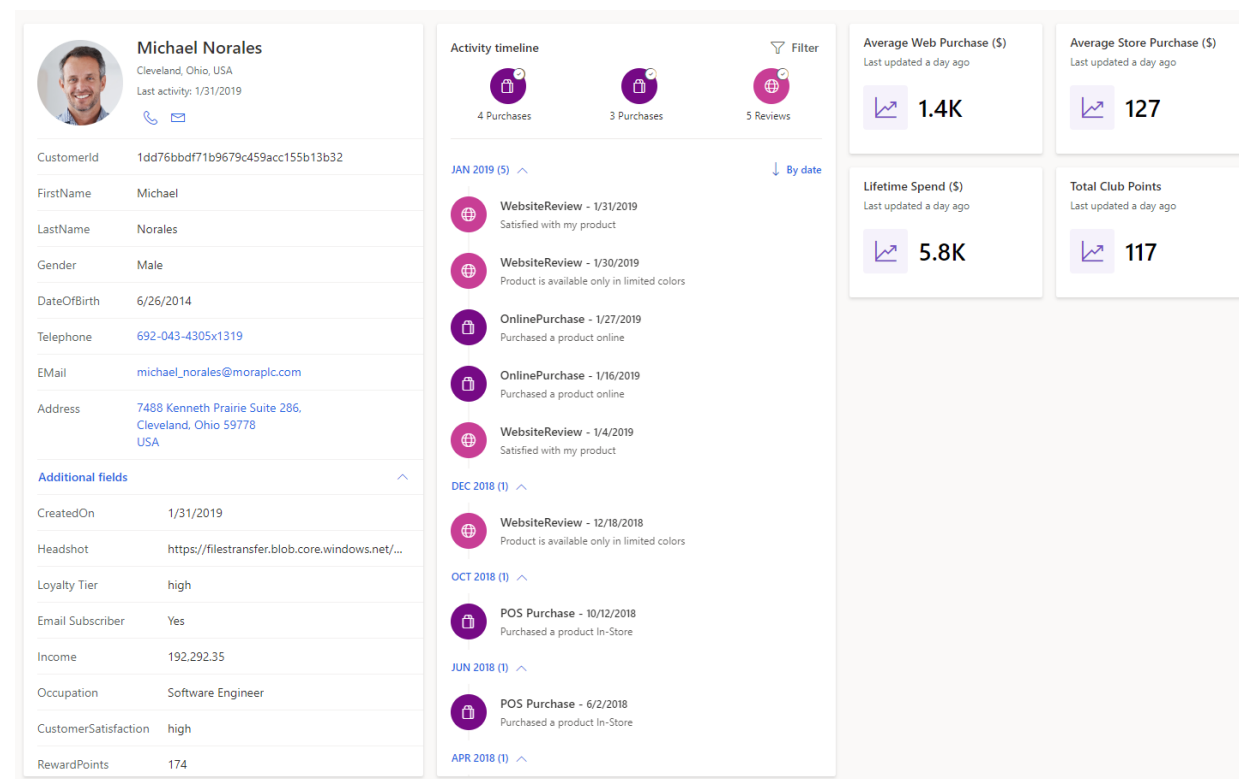 Michael Norales
Cleveland, Ohio, USA
Last activity: 1/31/2019
CustomerId 1dd76bbdf71b9679c459acc155b13b32
FirstName Michael
LastName Norales
Gender Male
DateOfBirth 6/26/2014
Telephone 692-043-4305x1319
EMail michael_norales@moraplc.com
Address 7488 Kenneth Prairie Suite 286,
Cleveland, Ohio 59778
USA
Additional fields
CreatedOn 1/31/2019
Headshot https://filestransfer.blob.core.windows.net/...
Loyalty Tier high
Email Subscriber Yes
Income 192,292.35
Occupation Software Engineer
CustomerSatisfaction high
RewardPoints 174
Activity timeline Filter
4 Purchases 3 Purchases 5 Reviews
JAN 2019 (5) By date
WebsiteReview - 1/31/2019
Satisfied with my product
WebsiteReview - 1/30/2019
Product is available only in limited colors
OnlinePurchase - 1/27/2019
Purchased a product online
OnlinePurchase - 1/16/2019
Purchased a product online
WebsiteReview - 1/4/2019
Satisfied with my product
DEC 2018 (1)
WebsiteReview - 12/18/2018
Product is available only in limited colors
OCT 2018 (1)
POS Purchase - 10/12/2018
Purchased a product In-Store
JUN 2018 (1)
POS Purchase - 6/2/2018
Purchased a product In-Store
APR 2018 (1)
Average Web Purchase ($)
Last updated a day ago
1.4K
Average Store Purchase ($)
Last updated a day ago
127
Lifetime Spend ($)
Last updated a day ago
5.8K
Total Club Points
Last updated a day ago
117